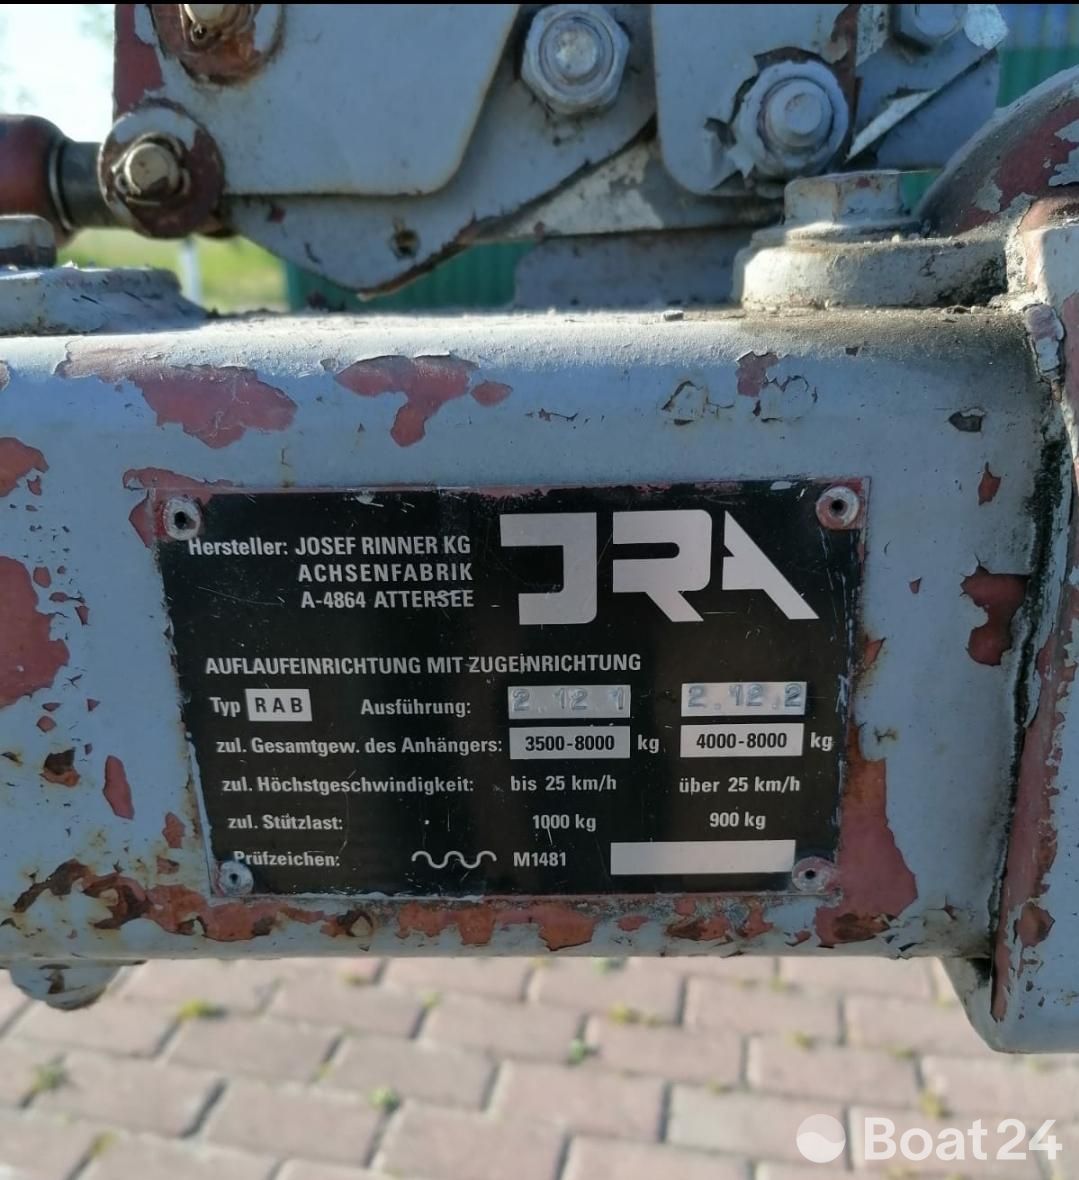 Hersteller: JOSEF RINNER KG
ACHSENFABRIK
A-4864 ATTERSEE
JRA
AUFLAUFEINRICHTUNG MIT ZUGEINRICHTUNG
Typ RAB Ausführung: 2.12.1 2.12.2
zul. Gesamtgew. des Anhängers: 3500-8000 kg 4000-8000 kg
zul. Höchstgeschwindigkeit: bis 25 km/h über 25 km/h
zul. Stützlast: 1000 kg 900 kg
Prüfzeichen: M1481
Boat24